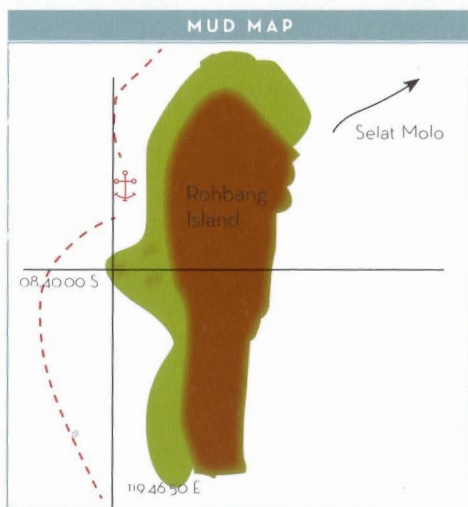 MUD MAP
Selat Molo
Rohbang
Island
08.40.00 S
119 46 50 E